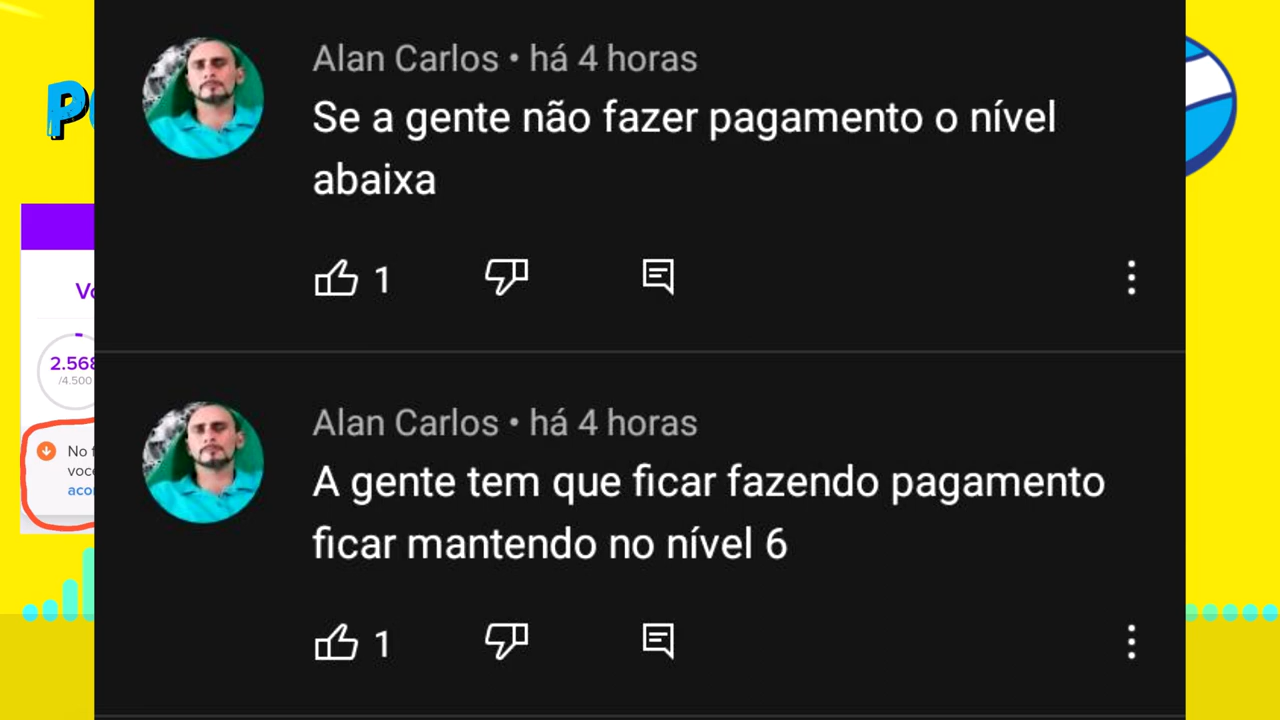 Alan Carlos • há 4 horas
Se a gente não fazer pagamento o nível
abaixa
1
Alan Carlos • há 4 horas
A gente tem que ficar fazendo pagamento
ficar mantendo no nível 6
1
2.568
/4.500
No